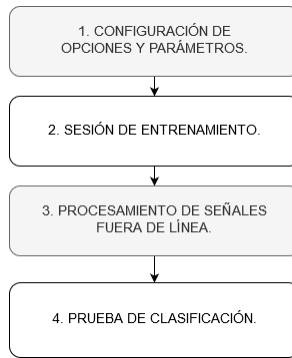 1. CONFIGURACIÓN DE
OPCIONES Y PARÁMETROS.
2. SESIÓN DE ENTRENAMIENTO.
3. PROCESAMIENTO DE SEÑALES
FUERA DE LÍNEA.
4. PRUEBA DE CLASIFICACIÓN.